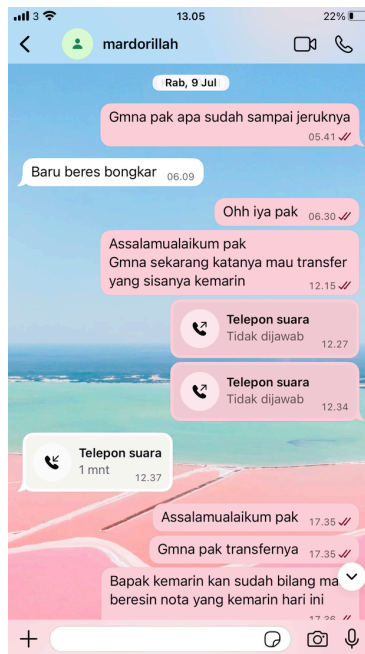 3
13.05
22%
mardorillah
Rab, 9 Jul
Gmna pak apa sudah sampai jeruknya
05.41
Baru beres bongkar 06.09
Ohh iya pak 06.30
Assalamualaikum pak
Gmna sekarang katanya mau transfer
yang sisanya kemarin 12.15
Telepon suara
Tidak dijawab
12.27
Telepon suara
Tidak dijawab
12.34
Telepon suara
1 mnt
12.37
Assalamualaikum pak 17.35
Gmna pak transfernya 17.35
Bapak kemarin kan sudah bilang
beresin nota yang kemarin hari ini
17.36